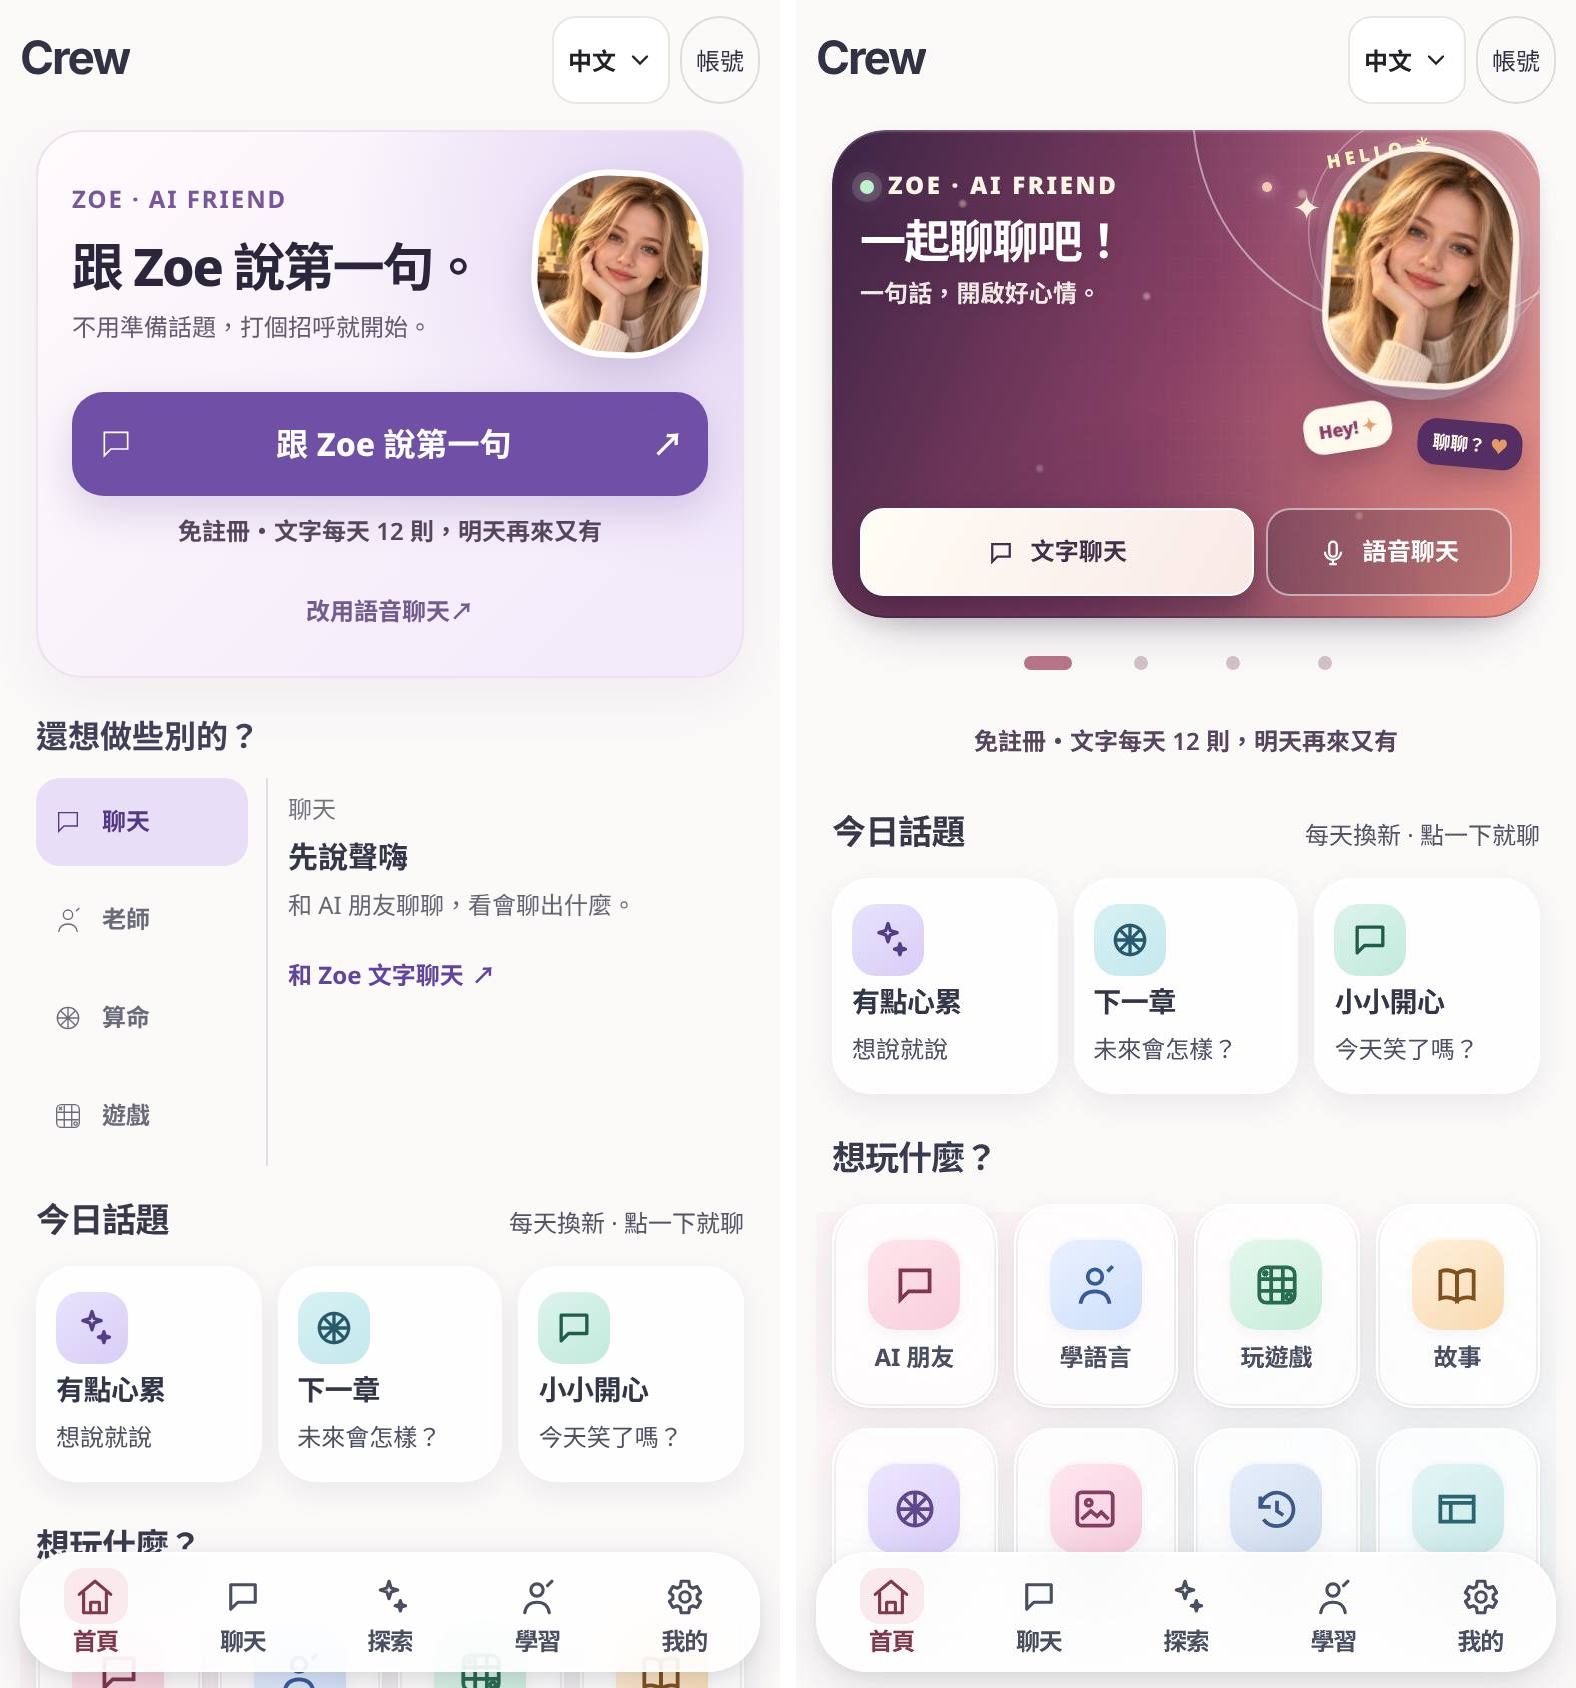 Crew
中文
帳號
ZOE · AI FRIEND
跟 Zoe 說第一句。
不用準備話題，打個招呼就開始。
跟 Zoe 說第一句 ↗
免註冊・文字每天 12 則，明天再來又有
改用語音聊天↗
還想做些別的？
聊天
老師
算命
遊戲
聊天
先說聲嗨
和 AI 朋友聊聊，看會聊出什麼。
和 Zoe 文字聊天 ↗
今日話題
每天換新 · 點一下就聊
有點心累
想說就說
下一章
未來會怎樣？
小小開心
今天笑了嗎？
想玩什麼？
首頁
聊天
探索
學習
我的
Crew
中文
帳號
ZOE · AI FRIEND
一起聊聊吧！
一句話，開啟好心情。
HELLO
Hey!
聊聊？
文字聊天
語音聊天
免註冊・文字每天 12 則，明天再來又有
今日話題
每天換新 · 點一下就聊
有點心累
想說就說
下一章
未來會怎樣？
小小開心
今天笑了嗎？
想玩什麼？
AI 朋友
學語言
玩遊戲
故事
首頁
聊天
探索
學習
我的